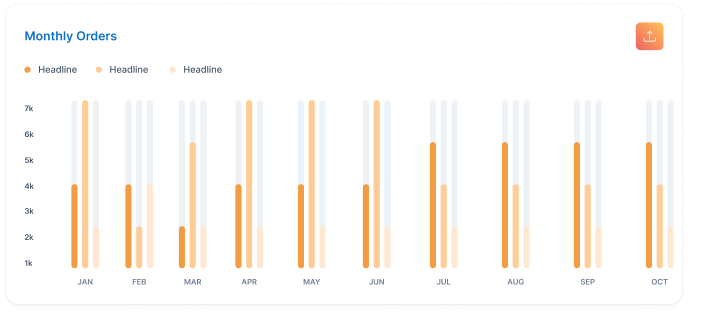 Monthly Orders
Headline Headline Headline
7k
6k
5k
4k
3k
2k
1k
JAN FEB MAR APR MAY JUN JUL AUG SEP OCT